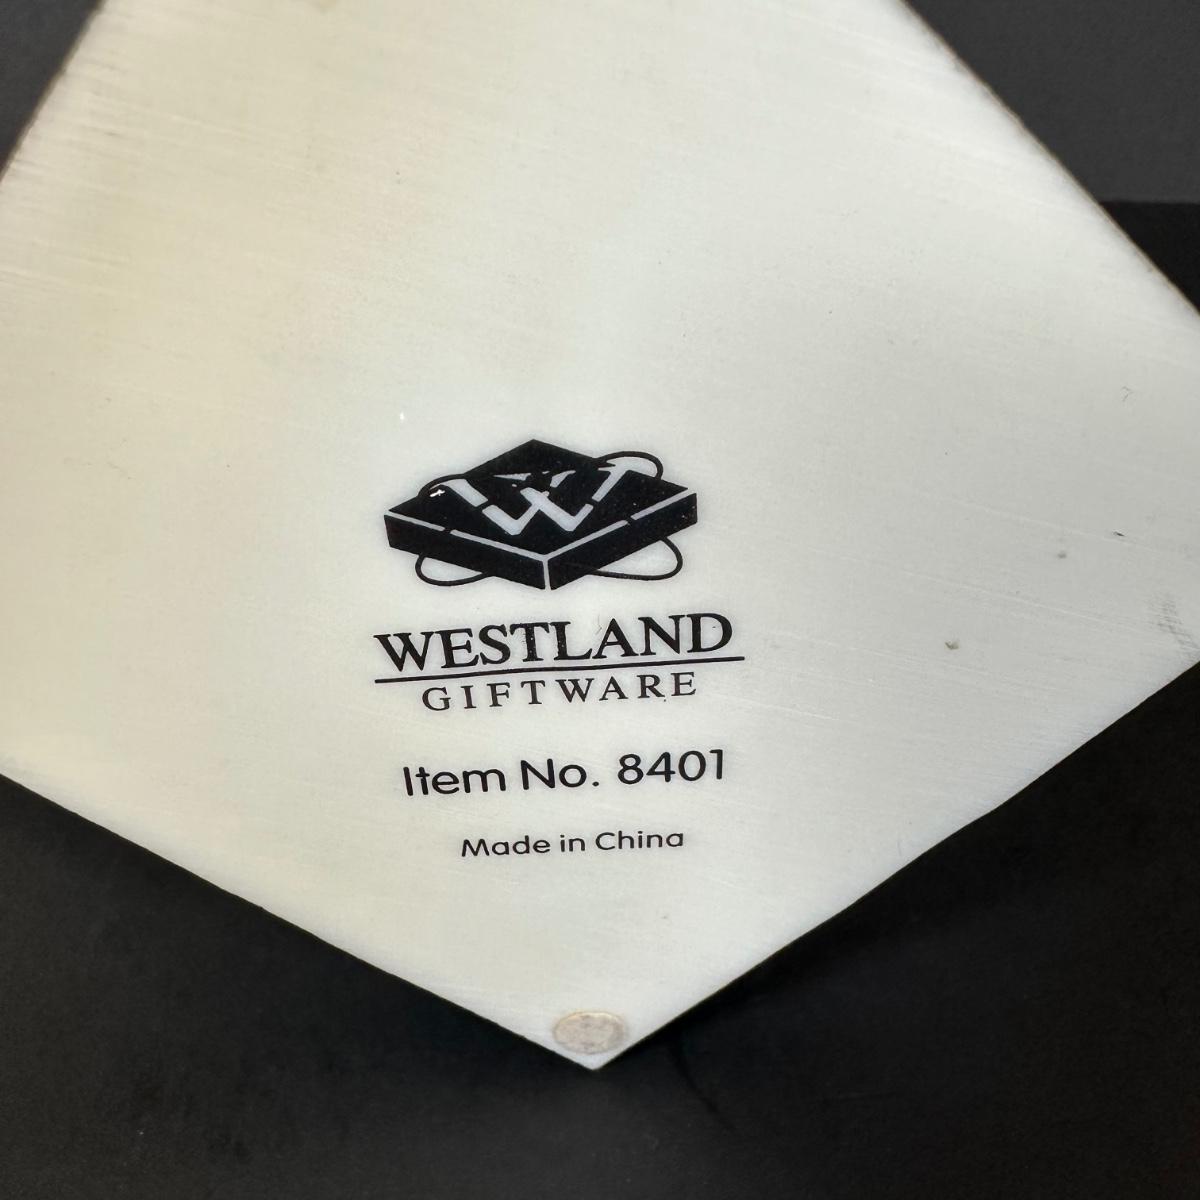 W
WESTLAND
GIFTWARE
Item No. 8401
Made in China